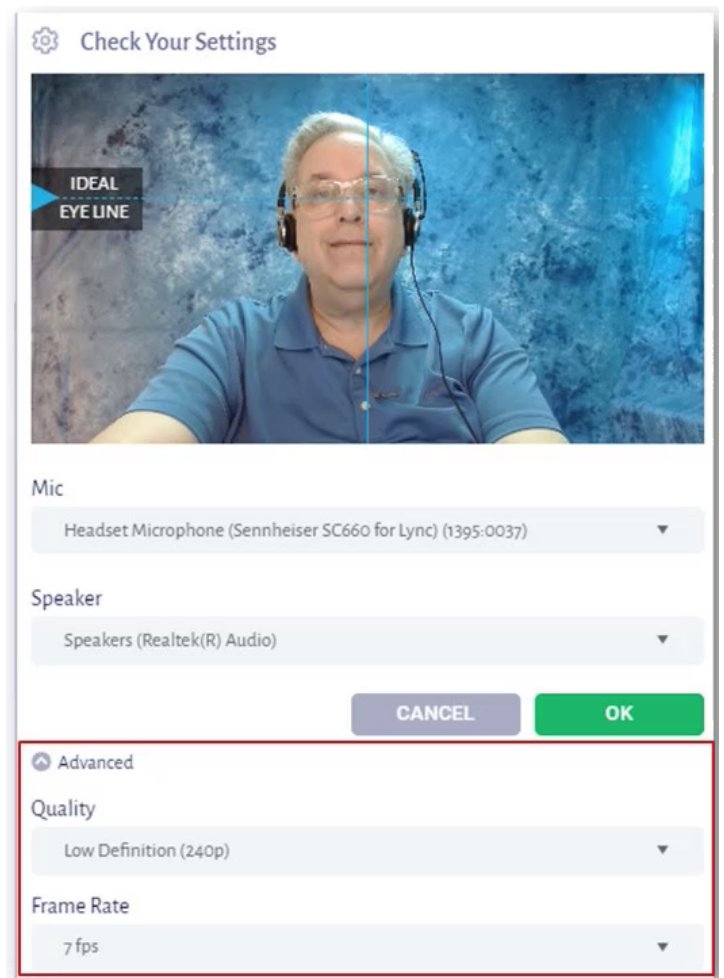 Check Your Settings
IDEAL
EYE LINE
Mic
Headset Microphone (Sennheiser SC660 for Lync) (1395:0037)
Speaker
Speakers (Realtek(R) Audio)
CANCEL
OK
Advanced
Quality
Low Definition (240p)
Frame Rate
7 fps